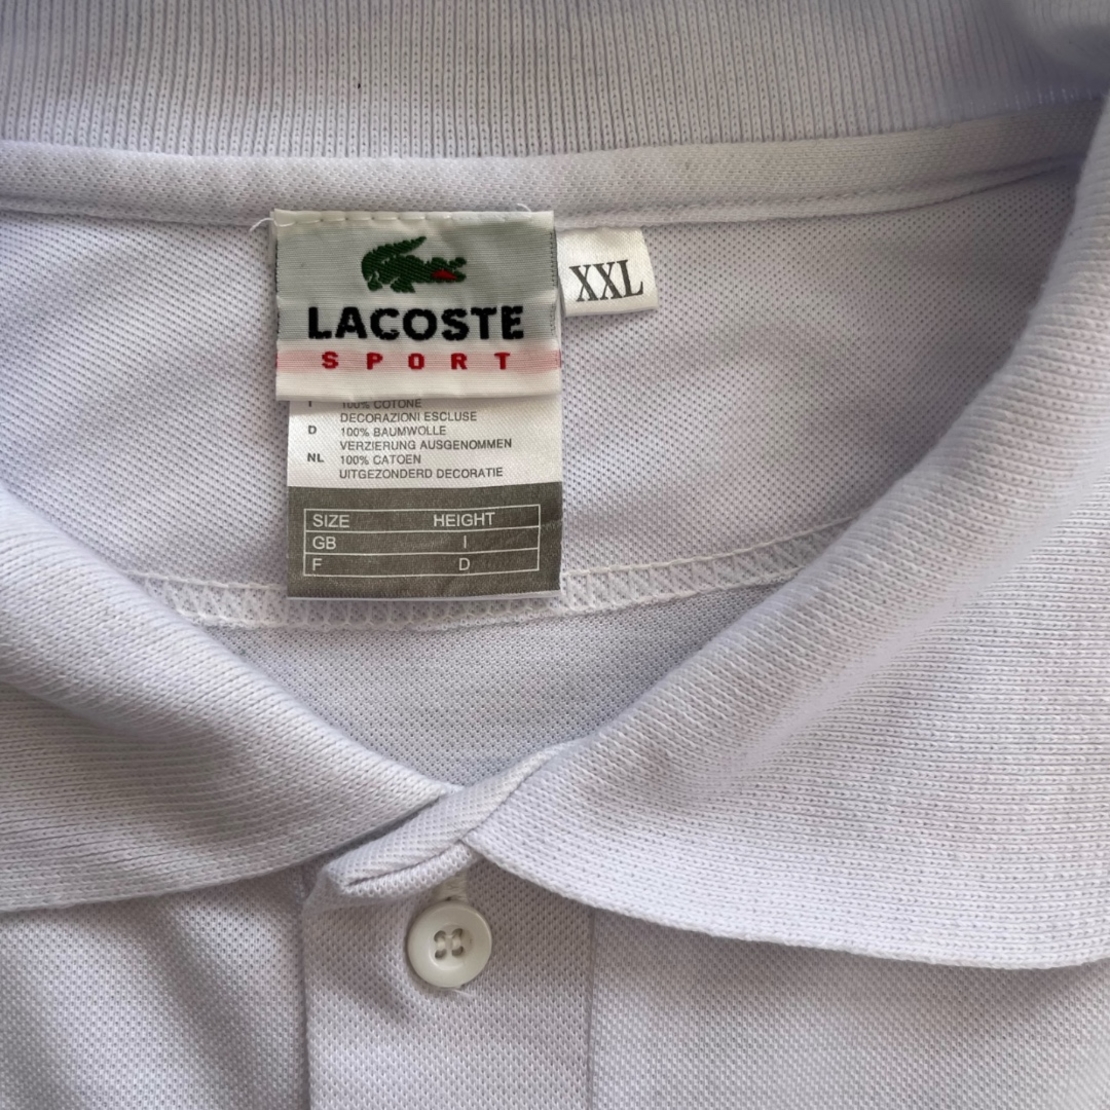 LACOSTE
SPORT
XXL
100% COTONE
DECORAZIONI ESCLUSE
D 100% BAUMWOLLE
VERZIERUNG AUSGENOMMEN
NL 100% CATOEN
UITGEZONDERD DECORATIE
SIZE HEIGHT
GB I
F D